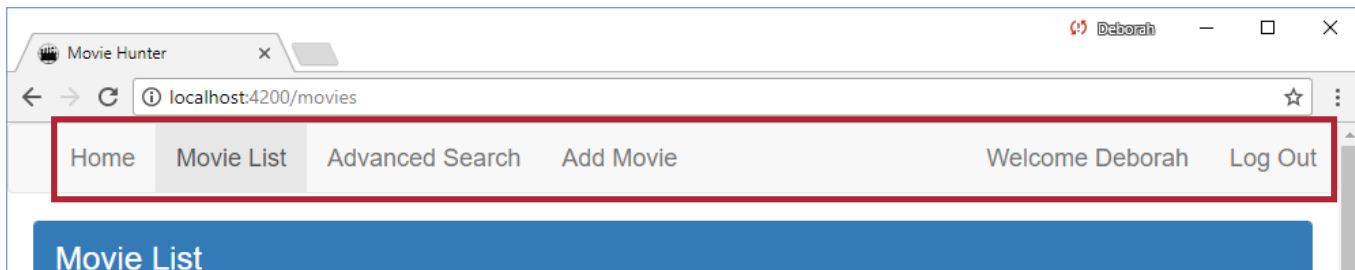 Deborah
Movie Hunter
localhost:4200/movies
Home Movie List Advanced Search Add Movie Welcome Deborah Log Out
Movie List